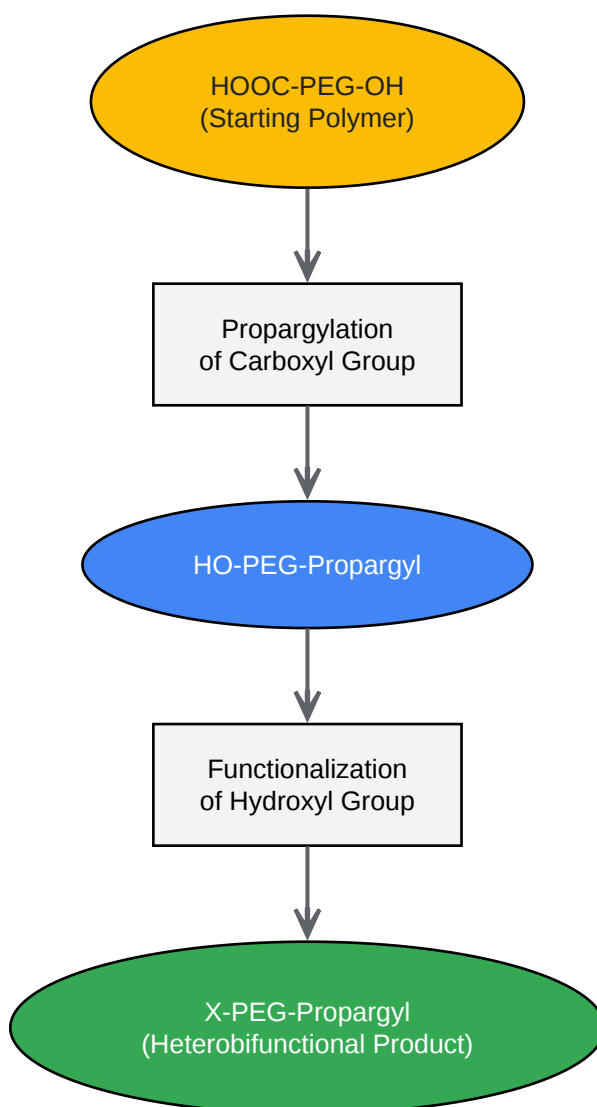 HOOC-PEG-OH
(Starting Polymer)
Propargylation
of Carboxyl Group
HO-PEG-Propargyl
Functionalization
of Hydroxyl Group
X-PEG-Propargyl
(Heterobifunctional Product)